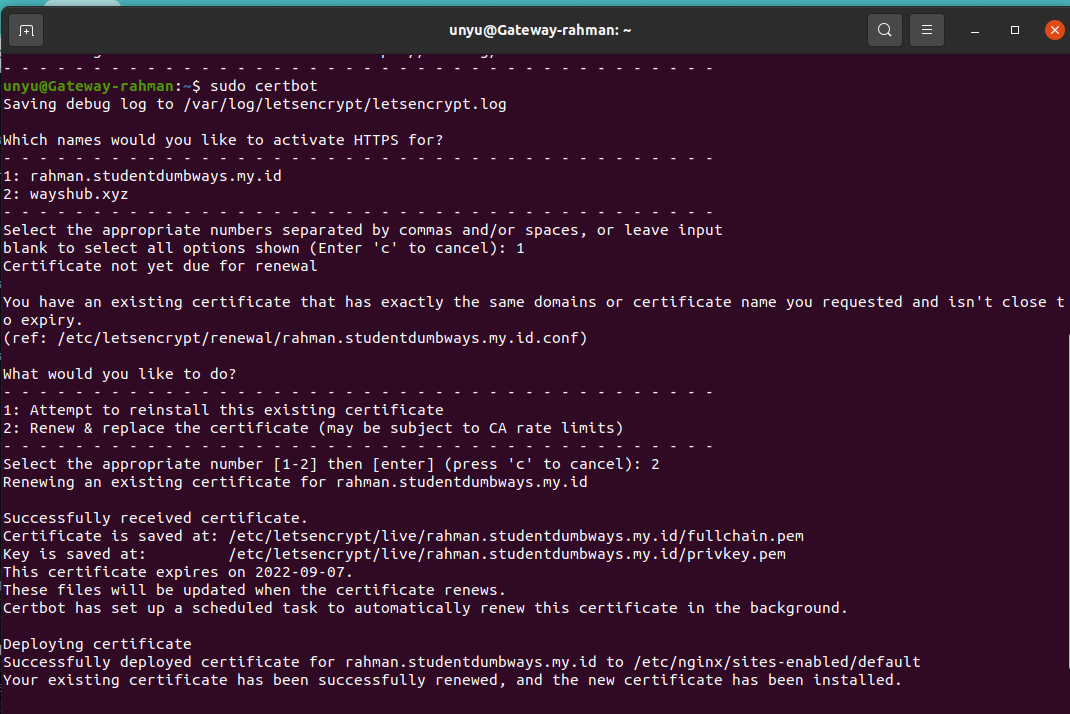 unyu@Gateway-rahman: ~
- - - - - - - - - - - - - - - - - - - - - - - - - - - - - - - - - - - - - - - -
unyu@Gateway-rahman:~$ sudo certbot
Saving debug log to /var/log/letsencrypt/letsencrypt.log
Which names would you like to activate HTTPS for?
- - - - - - - - - - - - - - - - - - - - - - - - - - - - - - - - - - - - - - - -
1: rahman.studentdumbways.my.id
2: wayshub.xyz
- - - - - - - - - - - - - - - - - - - - - - - - - - - - - - - - - - - - - - - -
Select the appropriate numbers separated by commas and/or spaces, or leave input
blank to select all options shown (Enter 'c' to cancel): 1
Certificate not yet due for renewal
You have an existing certificate that has exactly the same domains or certificate name you requested and isn't close t
o expiry.
(ref: /etc/letsencrypt/renewal/rahman.studentdumbways.my.id.conf)
What would you like to do?
- - - - - - - - - - - - - - - - - - - - - - - - - - - - - - - - - - - - - - - -
1: Attempt to reinstall this existing certificate
2: Renew & replace the certificate (may be subject to CA rate limits)
- - - - - - - - - - - - - - - - - - - - - - - - - - - - - - - - - - - - - - - -
Select the appropriate number [1-2] then [enter] (press 'c' to cancel): 2
Renewing an existing certificate for rahman.studentdumbways.my.id
Successfully received certificate.
Certificate is saved at: /etc/letsencrypt/live/rahman.studentdumbways.my.id/fullchain.pem
Key is saved at:         /etc/letsencrypt/live/rahman.studentdumbways.my.id/privkey.pem
This certificate expires on 2022-09-07.
These files will be updated when the certificate renews.
Certbot has set up a scheduled task to automatically renew this certificate in the background.
Deploying certificate
Successfully deployed certificate for rahman.studentdumbways.my.id to /etc/nginx/sites-enabled/default
Your existing certificate has been successfully renewed, and the new certificate has been installed.